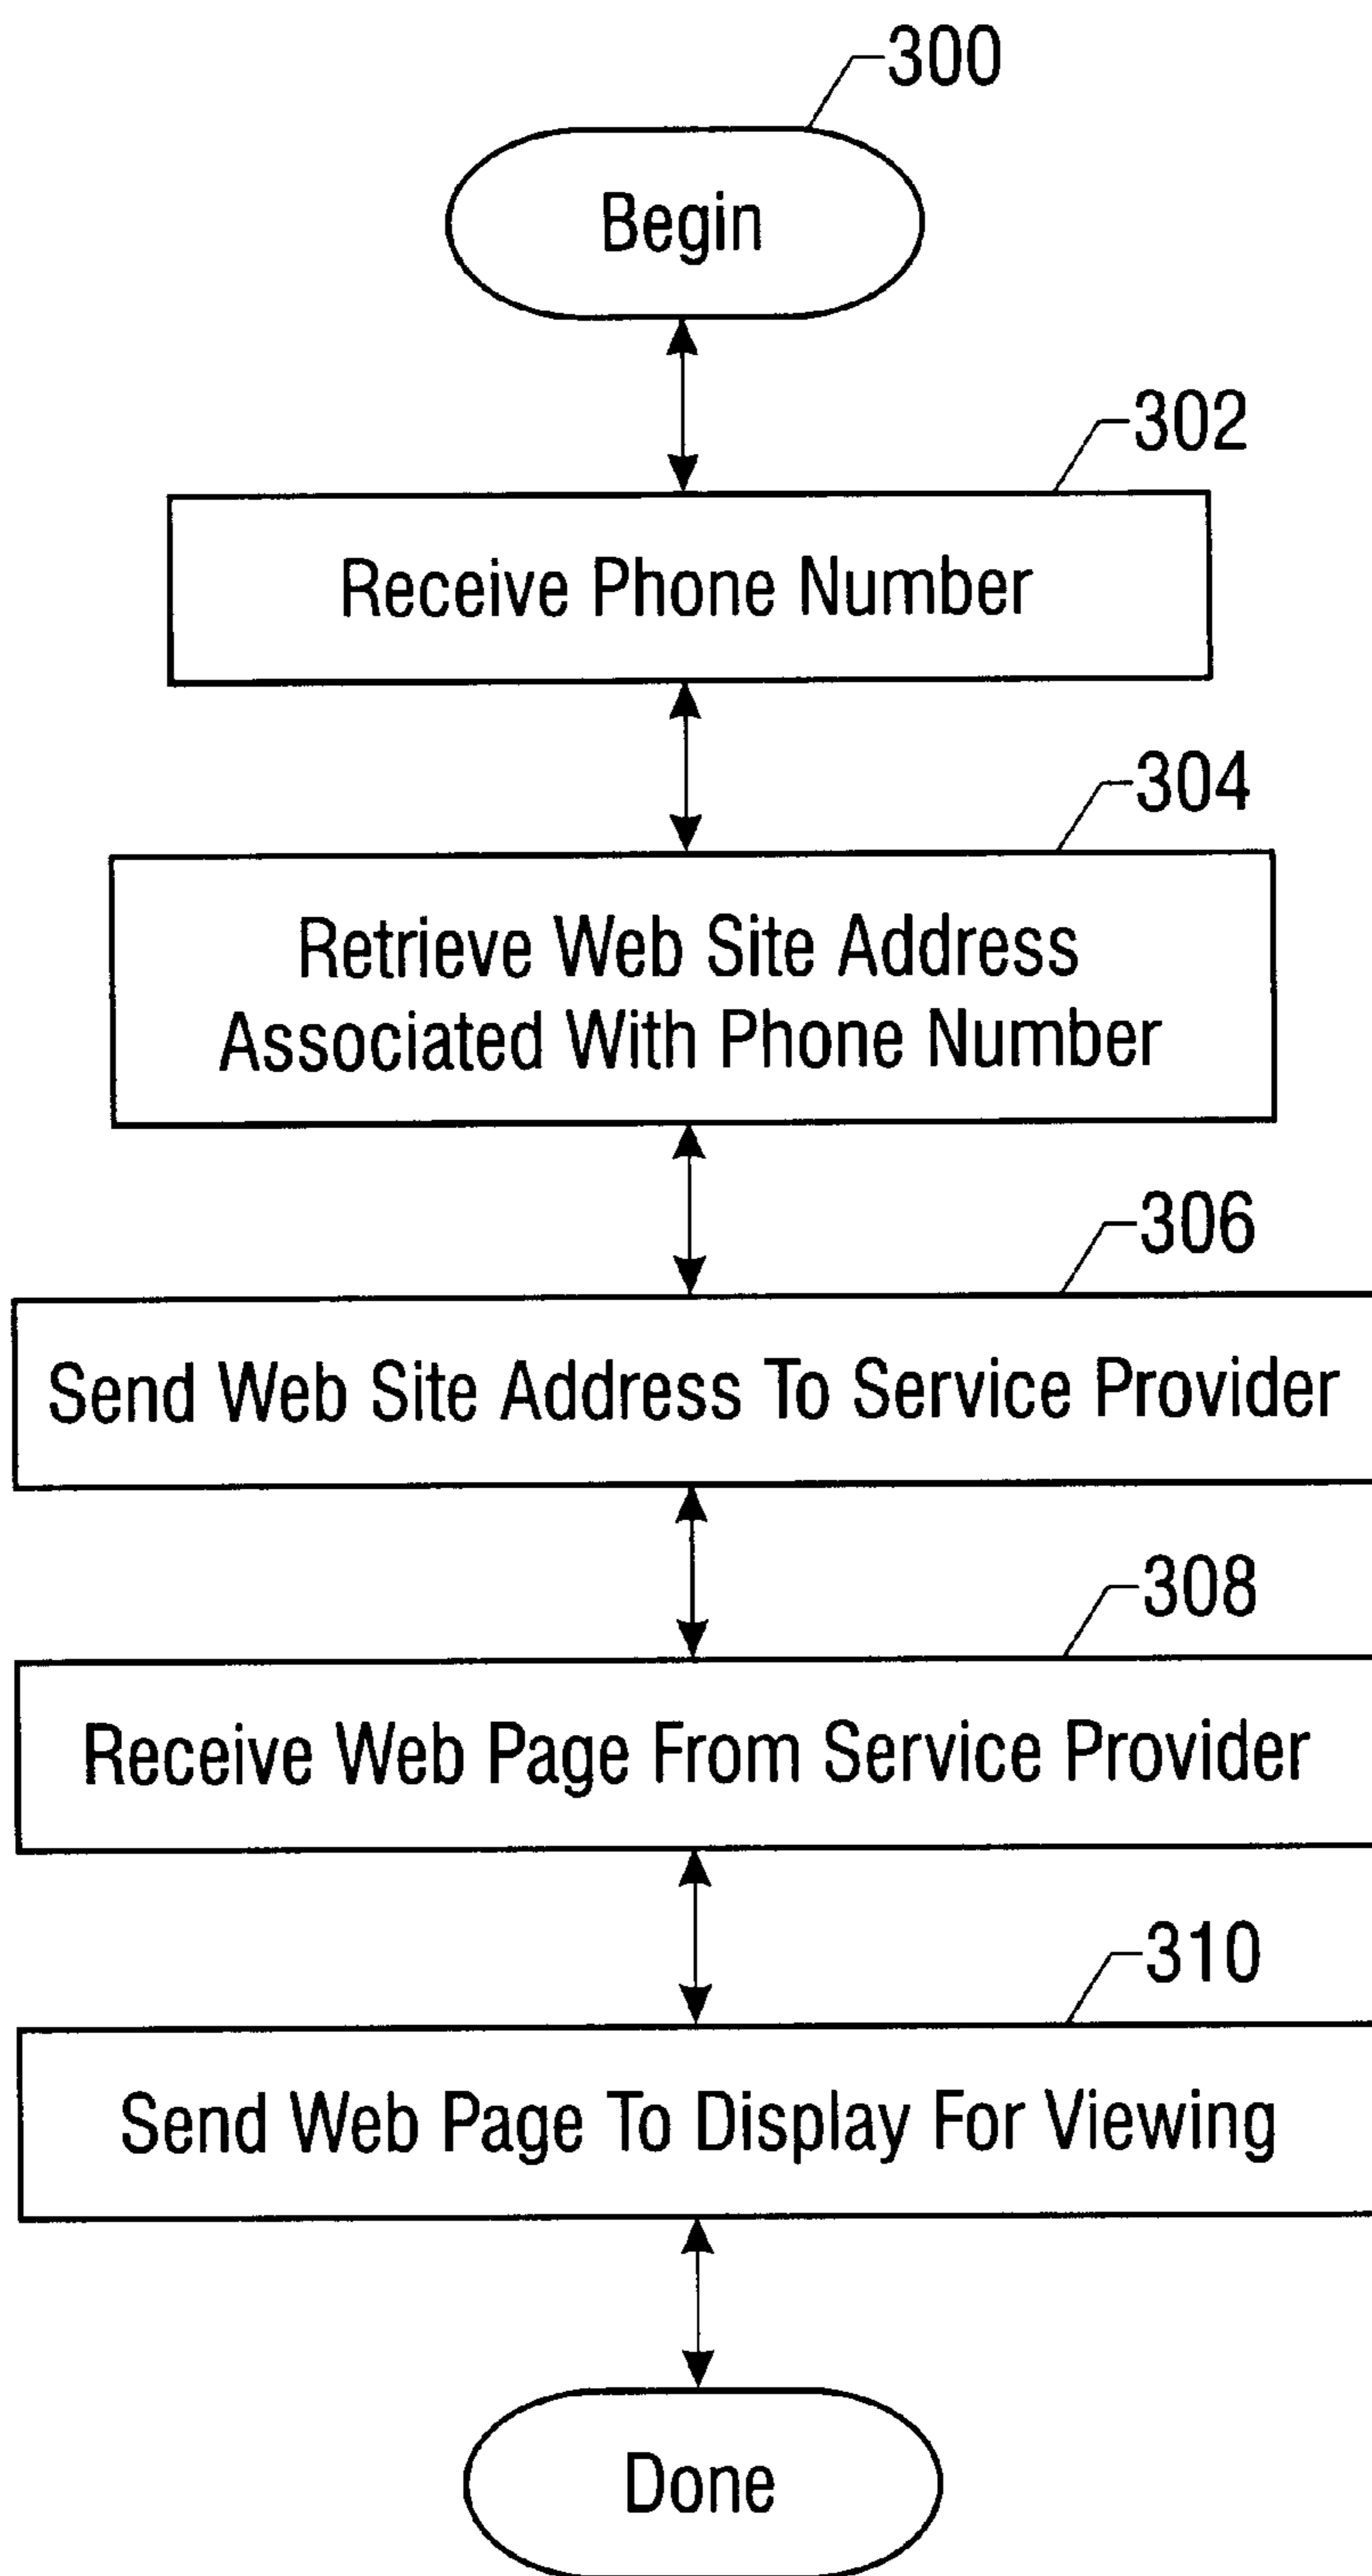 300
Begin
302
Receive Phone Number
304
Retrieve Web Site Address
Associated With Phone Number
306
Send Web Site Address To Service Provider
308
Receive Web Page From Service Provider
310
Send Web Page To Display For Viewing
Done